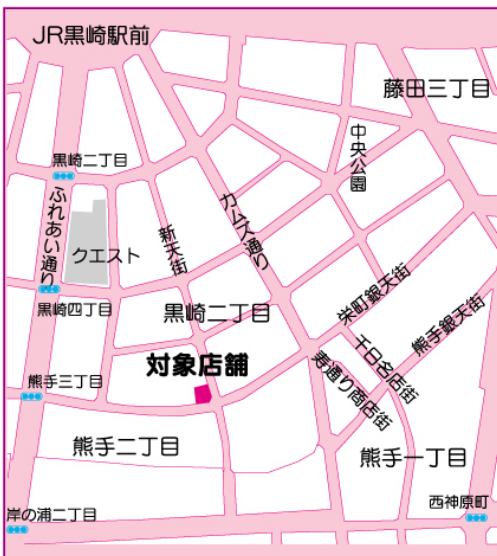 JR黒崎駅前
藤田三丁目
中央公園
黒崎二丁目
ふれあい通り
クエスト
新天街
カムズ通り
黒崎四丁目
黒崎二丁目
栄町銀天街
熊手銀天街
千日名店街
麦通り商店街
対象店舗
熊手三丁目
熊手二丁目
熊手一丁目
西神原町
岸の浦二丁目